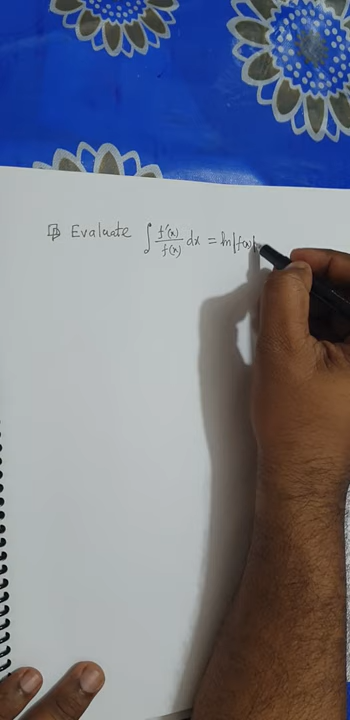 Evaluate ∫ f'(x)/f(x) dx = ln|f(x)|